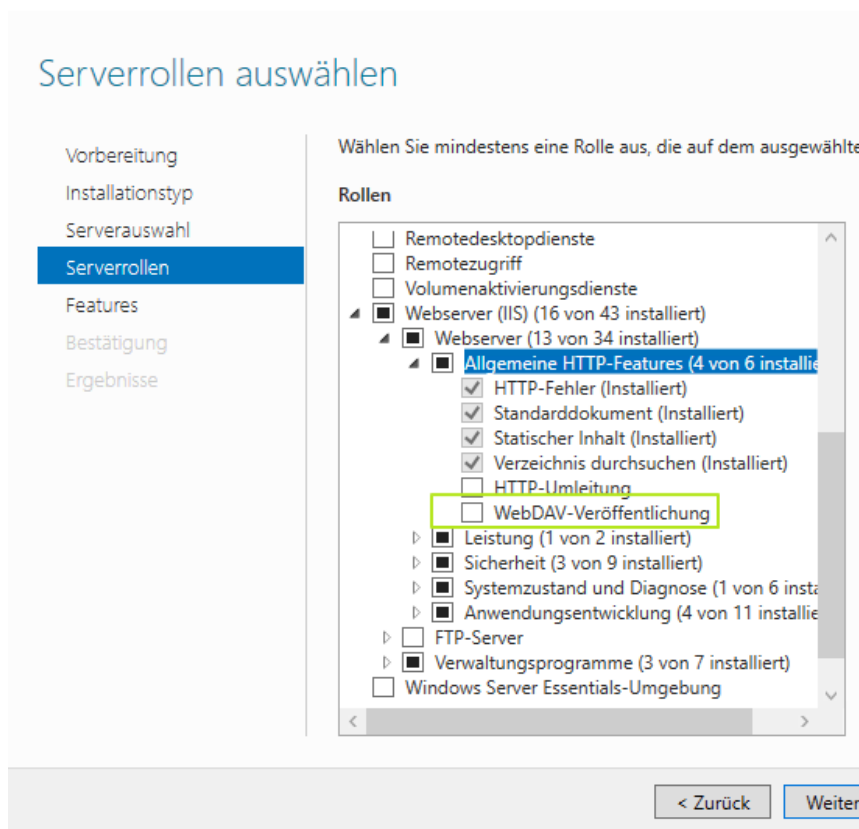 Serverrollen auswählen
Vorbereitung
Installationstyp
Serverauswahl
Serverrollen
Features
Bestätigung
Ergebnisse
Wählen Sie mindestens eine Rolle aus, die auf dem ausgewählte
Rollen
Remotedesktopdienste
Remotezugriff
Volumenaktivierungsdienste
Webserver (IIS) (16 von 43 installiert)
Webserver (13 von 34 installiert)
Allgemeine HTTP-Features (4 von 6 installie
HTTP-Fehler (Installiert)
Standarddokument (Installiert)
Statischer Inhalt (Installiert)
Verzeichnis durchsuchen (Installiert)
HTTP-Umleitung
WebDAV-Veröffentlichung
Leistung (1 von 2 installiert)
Sicherheit (3 von 9 installiert)
Systemzustand und Diagnose (1 von 6 insta
Anwendungsentwicklung (4 von 11 installie
FTP-Server
Verwaltungsprogramme (3 von 7 installiert)
Windows Server Essentials-Umgebung
< Zurück
Weiter